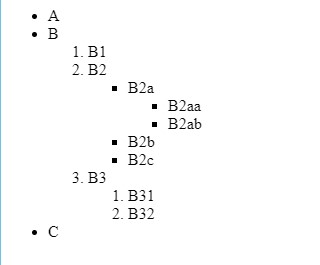 • A
• B
1. B1
2. B2
▪ B2a
▪ B2aa
▪ B2ab
▪ B2b
▪ B2c
3. B3
1. B31
2. B32
• C